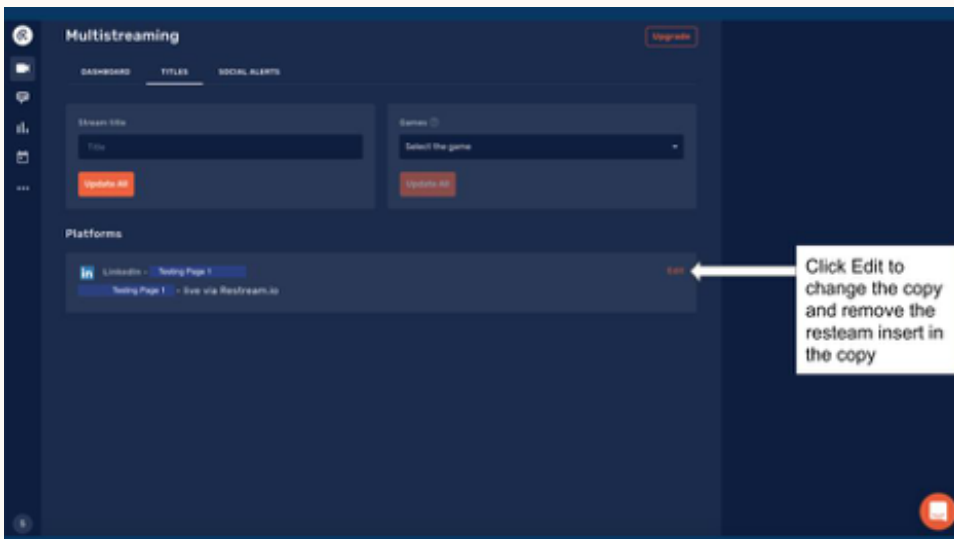 Multistreaming
Upgrade
DASHBOARD TITLES SOCIAL ALERTS
Stream title
Title
Update All
Games
Select the game
Update All
Platforms
in LinkedIn - Testing Page 1
Edit
Testing Page 1 - live via Restream.io
Click Edit to
change the copy
and remove the
resteam insert in
the copy
S